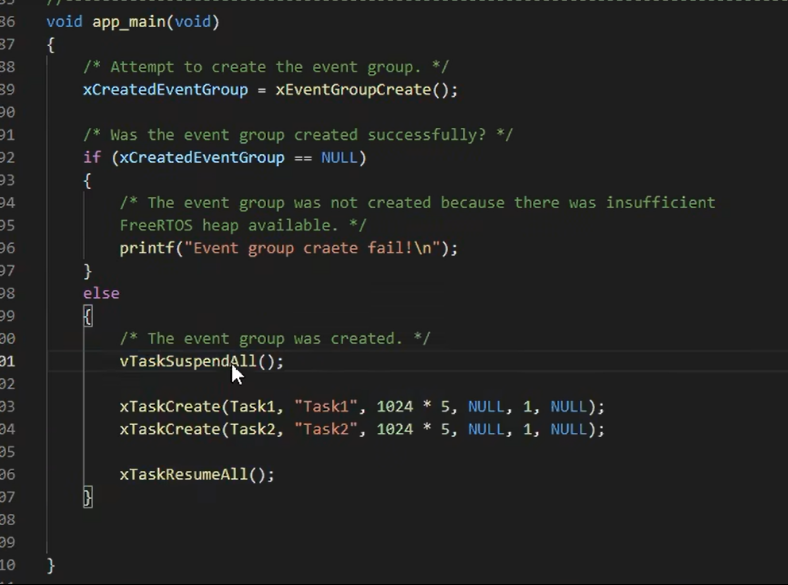 86 void app_main(void)
87 {
88 /* Attempt to create the event group. */
89 xCreatedEventGroup = xEventGroupCreate();
90
91 /* Was the event group created successfully? */
92 if (xCreatedEventGroup == NULL)
93 {
94 /* The event group was not created because there was insufficient
95 FreeRTOS heap available. */
96 printf("Event group craete fail!\n");
97 }
98 else
99 {
00 /* The event group was created. */
01 vTaskSuspendAll();
02
03 xTaskCreate(Task1, "Task1", 1024 * 5, NULL, 1, NULL);
04 xTaskCreate(Task2, "Task2", 1024 * 5, NULL, 1, NULL);
05
06 xTaskResumeAll();
07 }
08
09
10 }